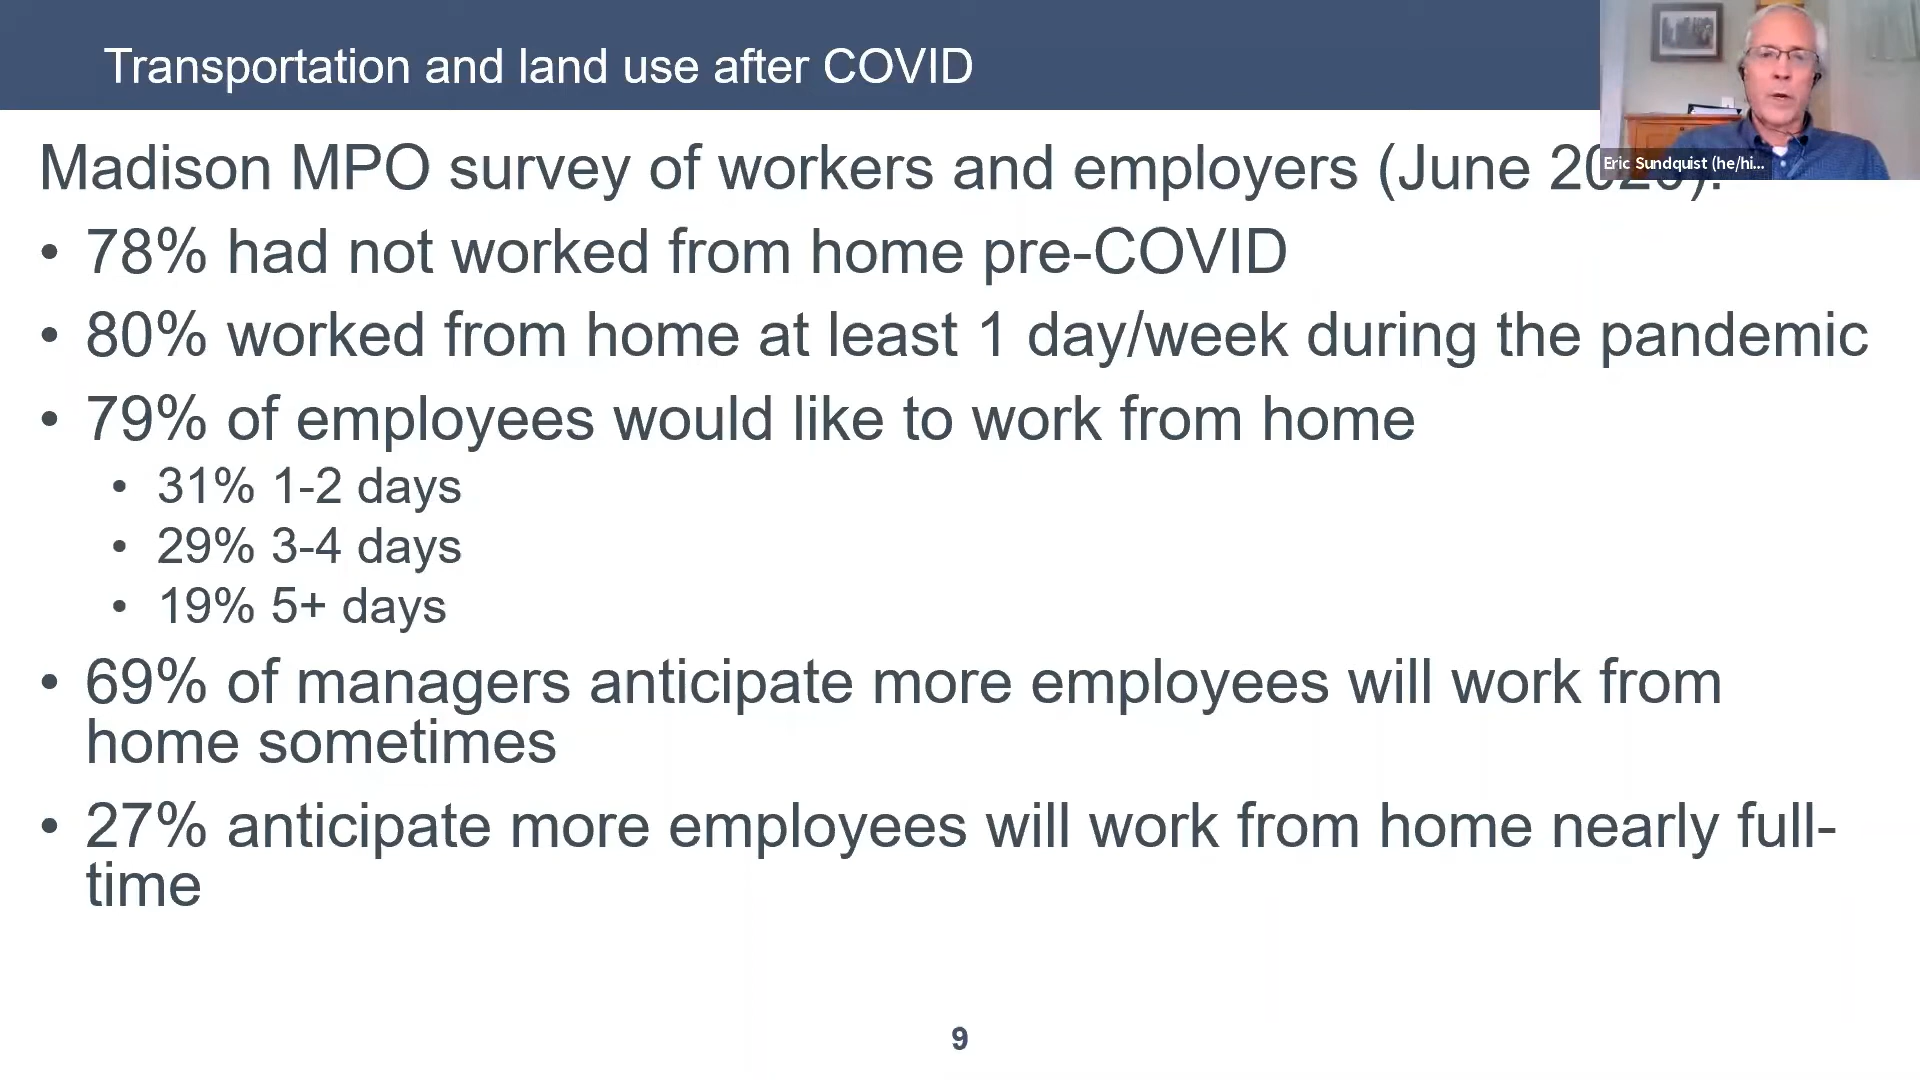 Transportation and land use after COVID
Eric Sundquist (he/hi...
Madison MPO survey of workers and employers (June
• 78% had not worked from home pre-COVID
• 80% worked from home at least 1 day/week during the pandemic
• 79% of employees would like to work from home
• 31% 1-2 days
• 29% 3-4 days
• 19% 5+ days
• 69% of managers anticipate more employees will work from
home sometimes
• 27% anticipate more employees will work from home nearly full-
time
9